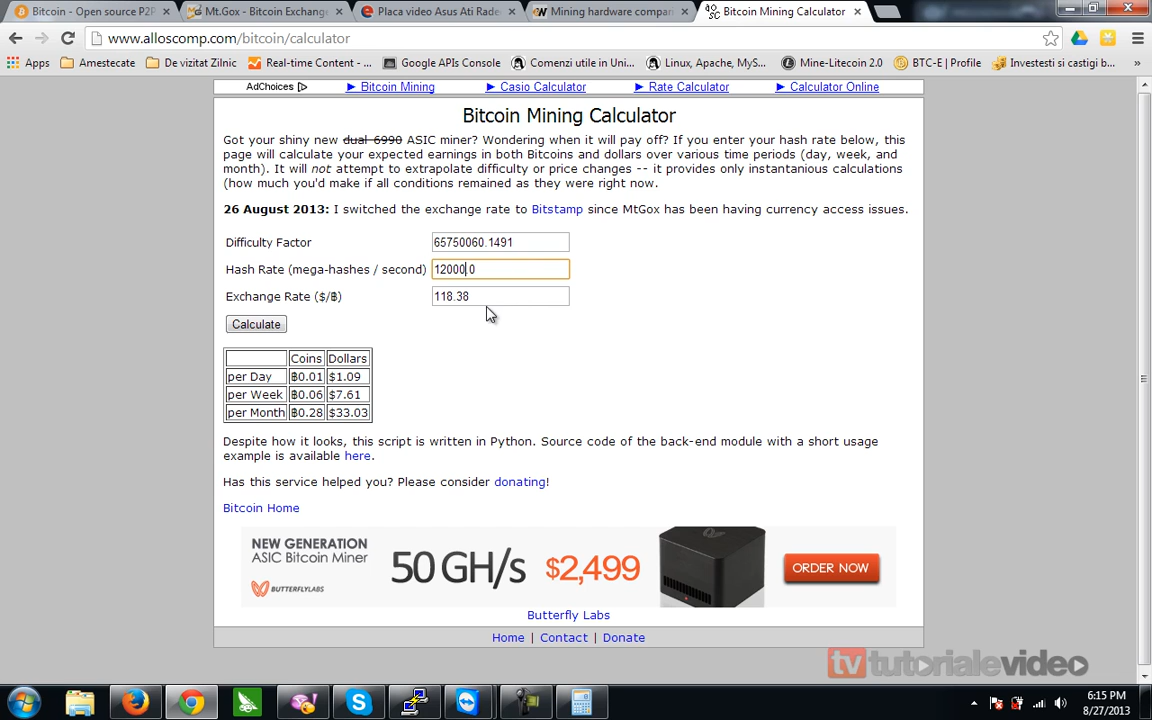 Bitcoin - Open source P2P
Mt.Gox - Bitcoin Exchang
Placa video Asus Ati Rade
Mining hardware compari
Bitcoin Mining Calculator
www.alloscomp.com/bitcoin/calculator
Apps
Amestecate
De vizitat Zilnic
Real-time Content - ...
Google APIs Console
Comenzi utile in Uni...
Linux, Apache, MyS...
Mine-Litecoin 2.0
BTC-E | Profile
Investesti si castigi b...
»
AdChoices
► Bitcoin Mining
► Casio Calculator
► Rate Calculator
► Calculator Online
Bitcoin Mining Calculator
Got your shiny new dual 6990 ASIC miner? Wondering when it will pay off? If you enter your hash rate below, this
page will calculate your expected earnings in both Bitcoins and dollars over various time periods (day, week, and
month). It will not attempt to extrapolate difficulty or price changes -- it provides only instantanious calculations
(how much you'd make if all conditions remained as they were right now.
26 August 2013: I switched the exchange rate to Bitstamp since MtGox has been having currency access issues.
Difficulty Factor 65750060.1491
Hash Rate (mega-hashes / second) 12000.0
Exchange Rate ($/฿) 118.38
Calculate
Coins Dollars
per Day ฿0.01 $1.09
per Week ฿0.06 $7.61
per Month ฿0.28 $33.03
Despite how it looks, this script is written in Python. Source code of the back-end module with a short usage
example is available here.
Has this service helped you? Please consider donating!
Bitcoin Home
NEW GENERATION
ASIC Bitcoin Miner
BUTTERFLYLABS
50 GH/s
$2,499
ORDER NOW
Butterfly Labs
Home | Contact | Donate
tv tutorialevideo
6:15 PM
8/27/2013